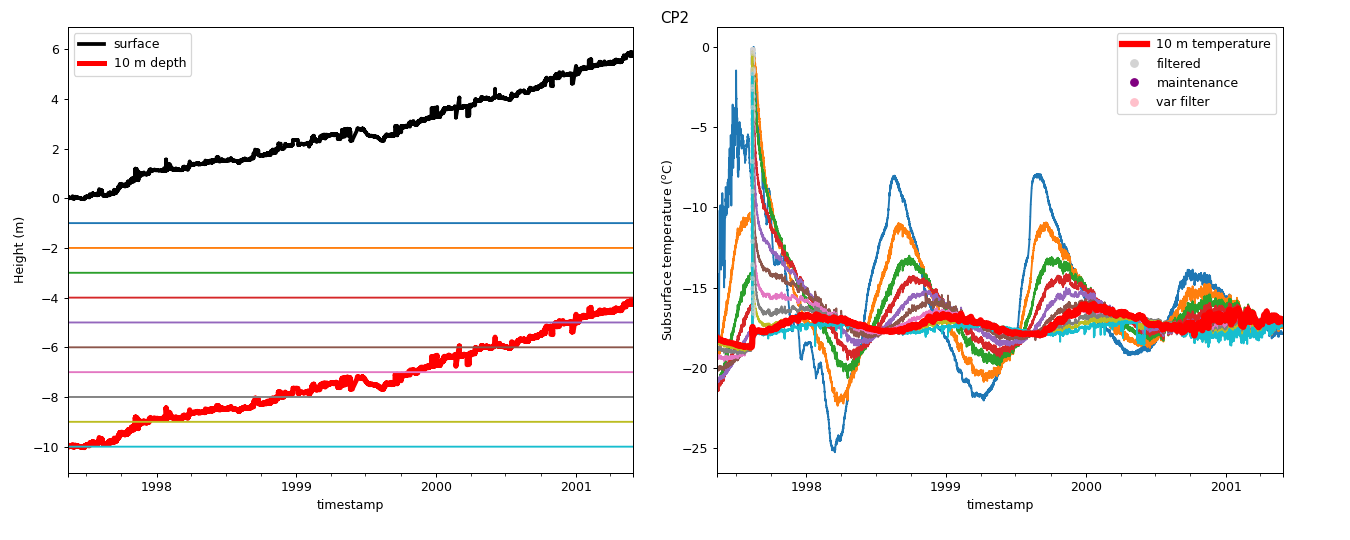 CP2
surface
10 m depth
6
4
2
0
−2
−4
−6
−8
−10
Height (m)
1998
1999
2000
2001
timestamp
10 m temperature
filtered
maintenance
var filter
0
−5
−10
−15
−20
−25
Subsurface temperature (°C)
1998
1999
2000
2001
timestamp